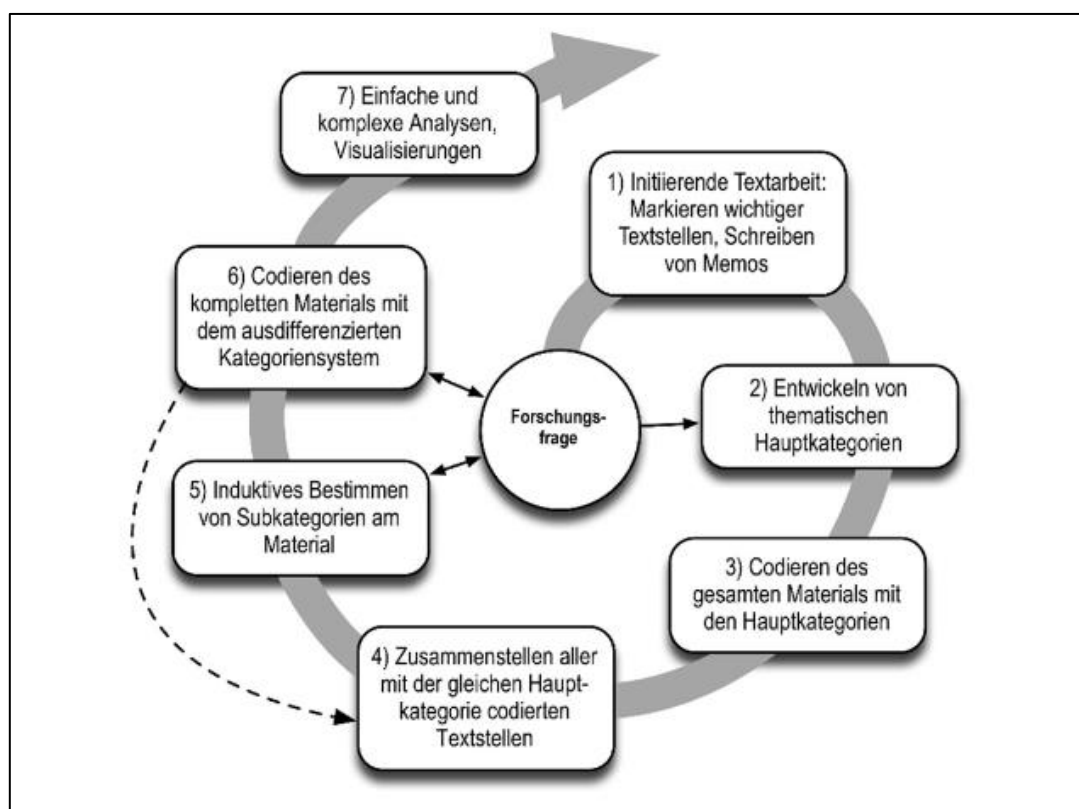 7) Einfache und
komplexe Analysen,
Visualisierungen
1) Initiierende Textarbeit:
Markieren wichtiger
Textstellen, Schreiben
von Memos
6) Codieren des
kompletten Materials mit
dem ausdifferenzierten
Kategoriensystem
Forschungs-
frage
2) Entwickeln von
thematischen
Hauptkategorien
5) Induktives Bestimmen
von Subkategorien am
Material
3) Codieren des
gesamten Materials mit
den Hauptkategorien
4) Zusammenstellen aller
mit der gleichen Haupt-
kategorie codierten
Textstellen